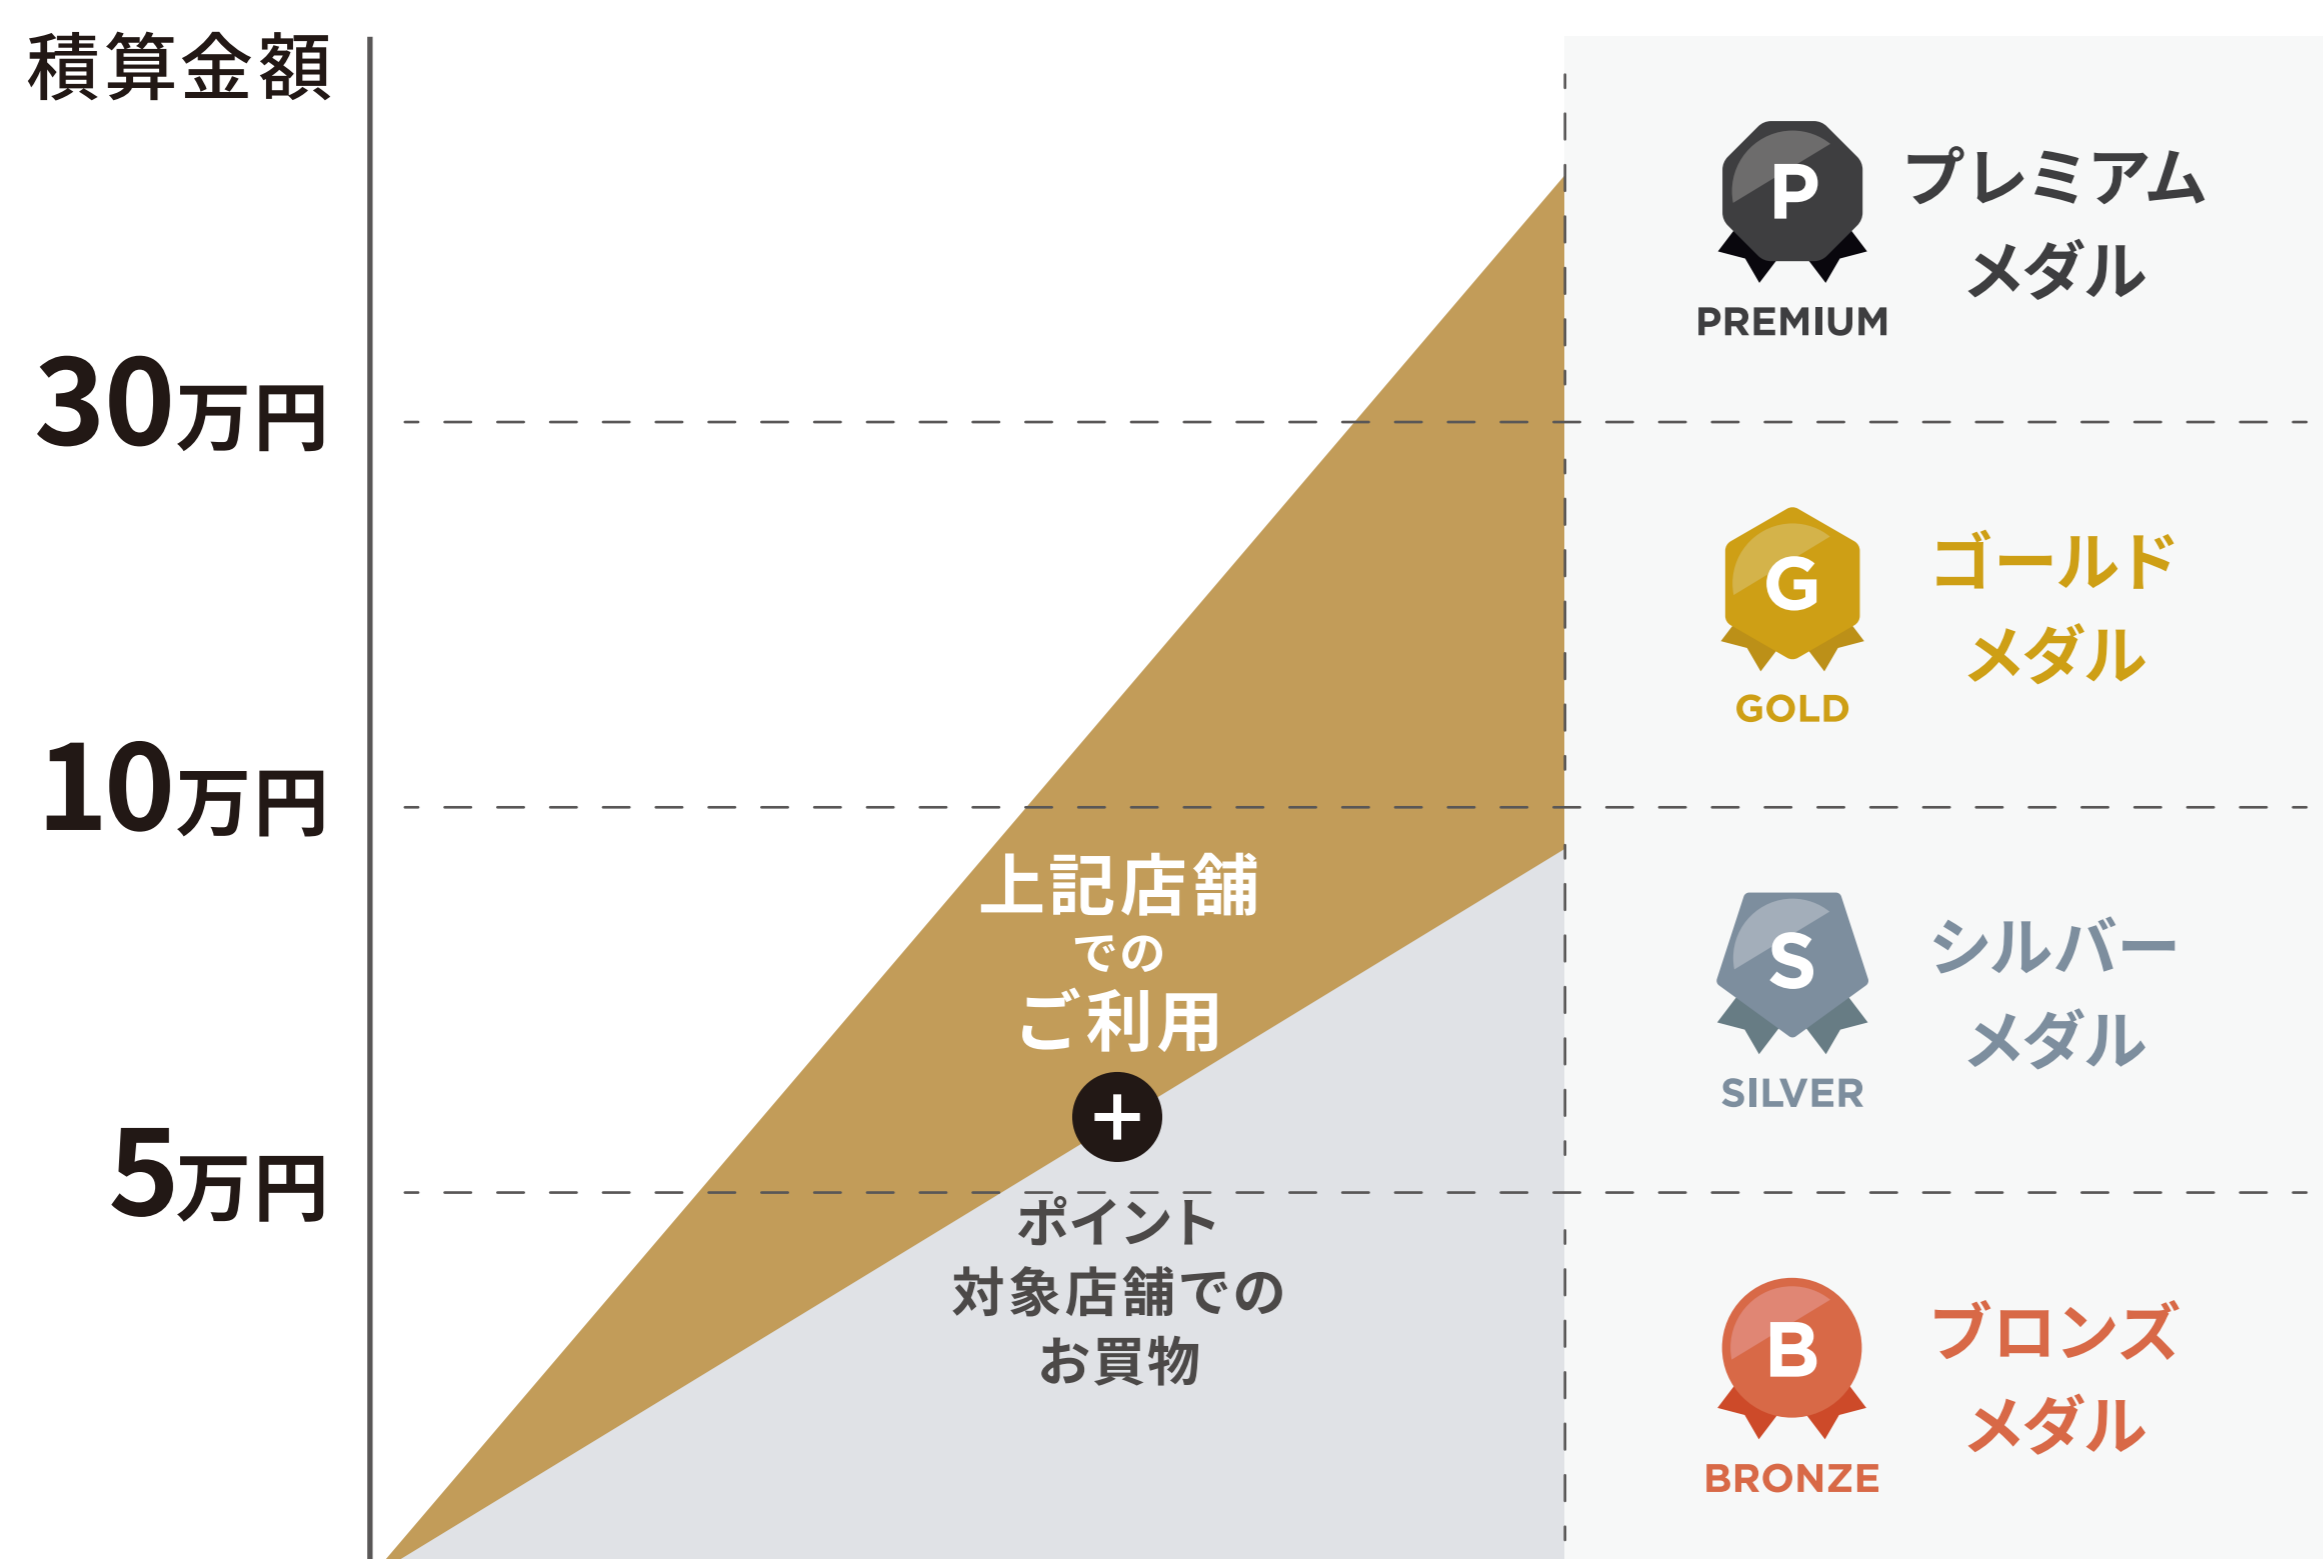 積算金額
30万円
10万円
5万円
上記店舗
での
ご利用
+
ポイント
対象店舗での
お買物
P
PREMIUM
プレミアム
メダル
G
GOLD
ゴールド
メダル
S
SILVER
シルバー
メダル
B
BRONZE
ブロンズ
メダル